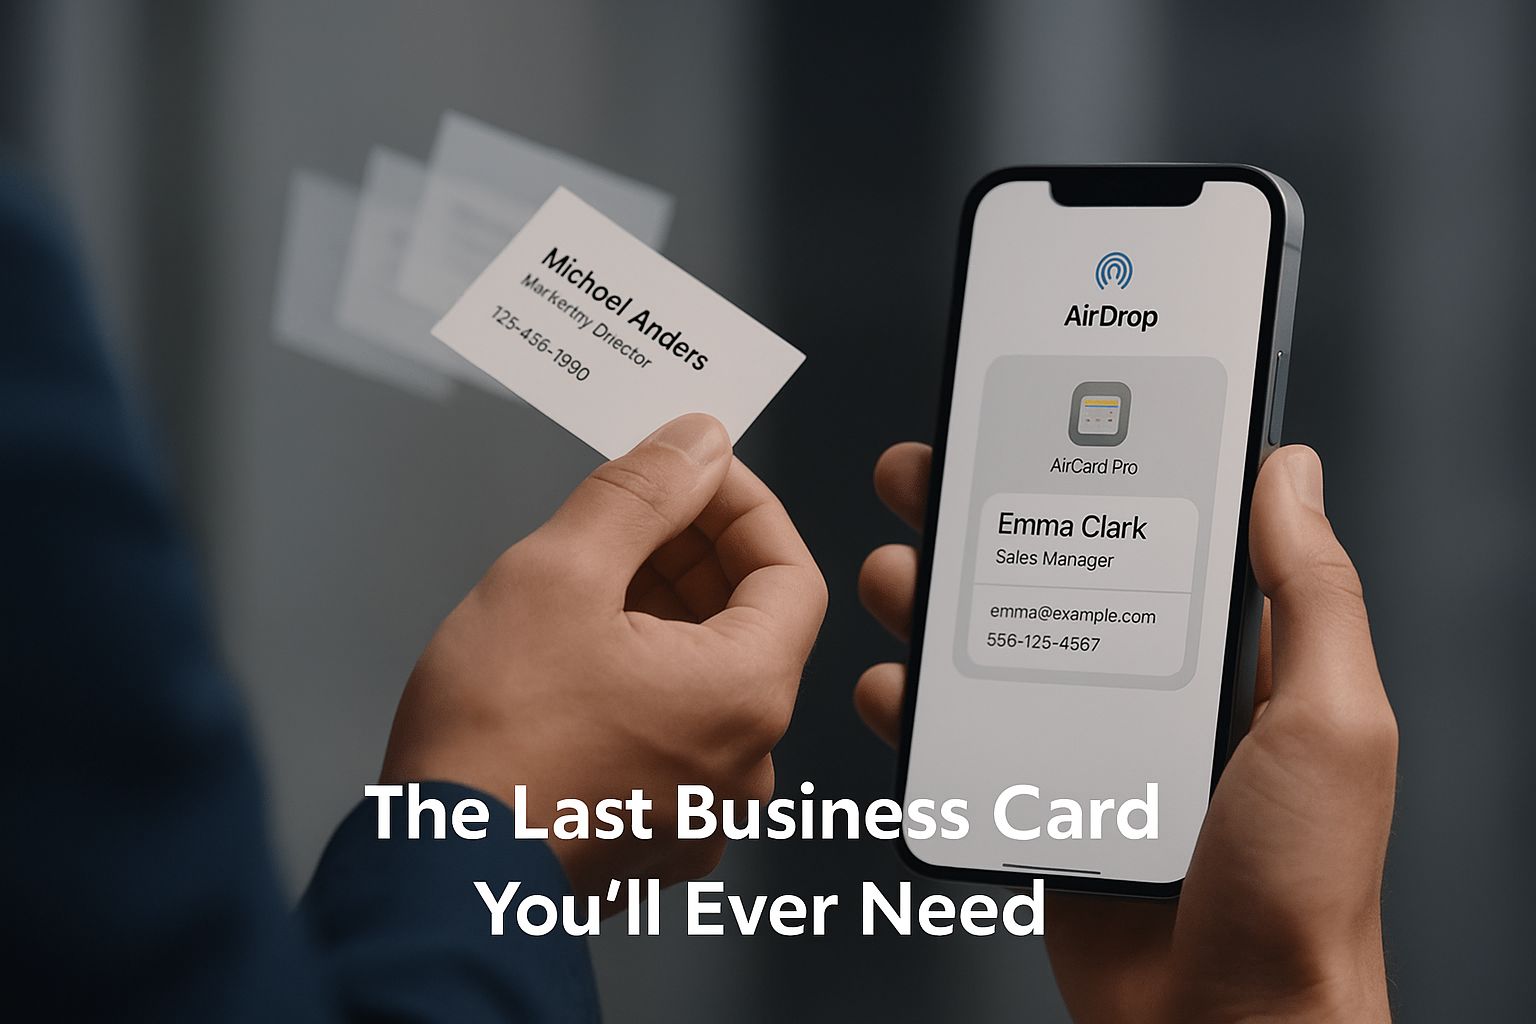 Michoel Anders
Markertny Driector
125-456-1990
AirDrop
AirCard Pro
Emma Clark
Sales Manager
emma@example.com
556-125-4567
The Last Business Card
You'll Ever Need